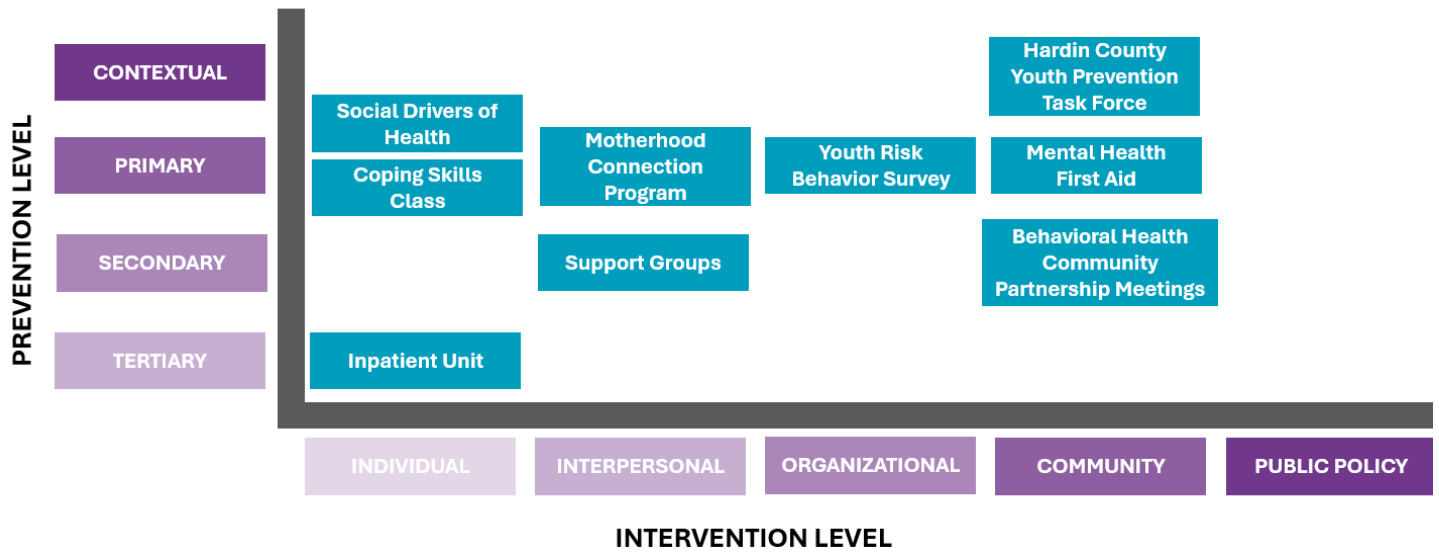 PREVENTION LEVEL
CONTEXTUAL
PRIMARY
SECONDARY
TERTIARY
Social Drivers of
Health
Coping Skills
Class
Inpatient Unit
Motherhood
Connection
Program
Support Groups
Youth Risk
Behavior Survey
Hardin County
Youth Prevention
Task Force
Mental Health
First Aid
Behavioral Health
Community
Partnership Meetings
INDIVIDUAL
INTERPERSONAL
ORGANIZATIONAL
COMMUNITY
PUBLIC POLICY
INTERVENTION LEVEL